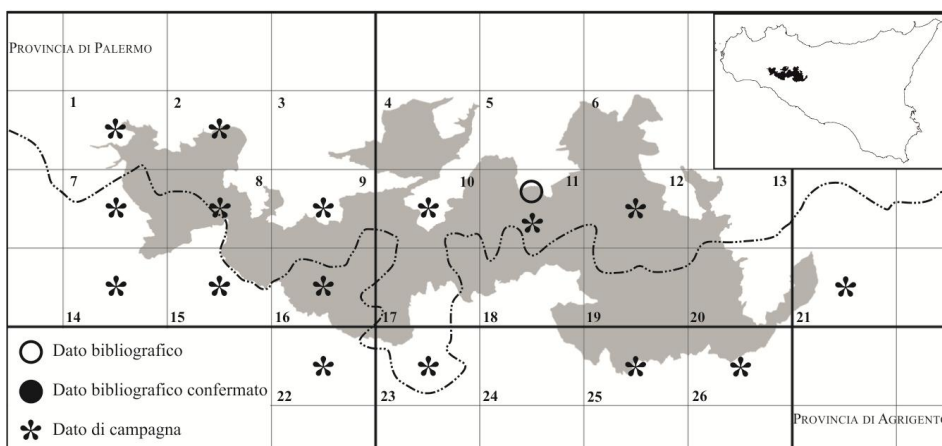 PROVINCIA DI PALERMO
1 2 3 4 5 6
7 8 9 10 11 12 13
14 15 16 17 18 19 20 21
Dato bibliografico
Dato bibliografico confermato
22 23 24 25 26
Dato di campagna
PROVINCIA DI AGRIGENTO